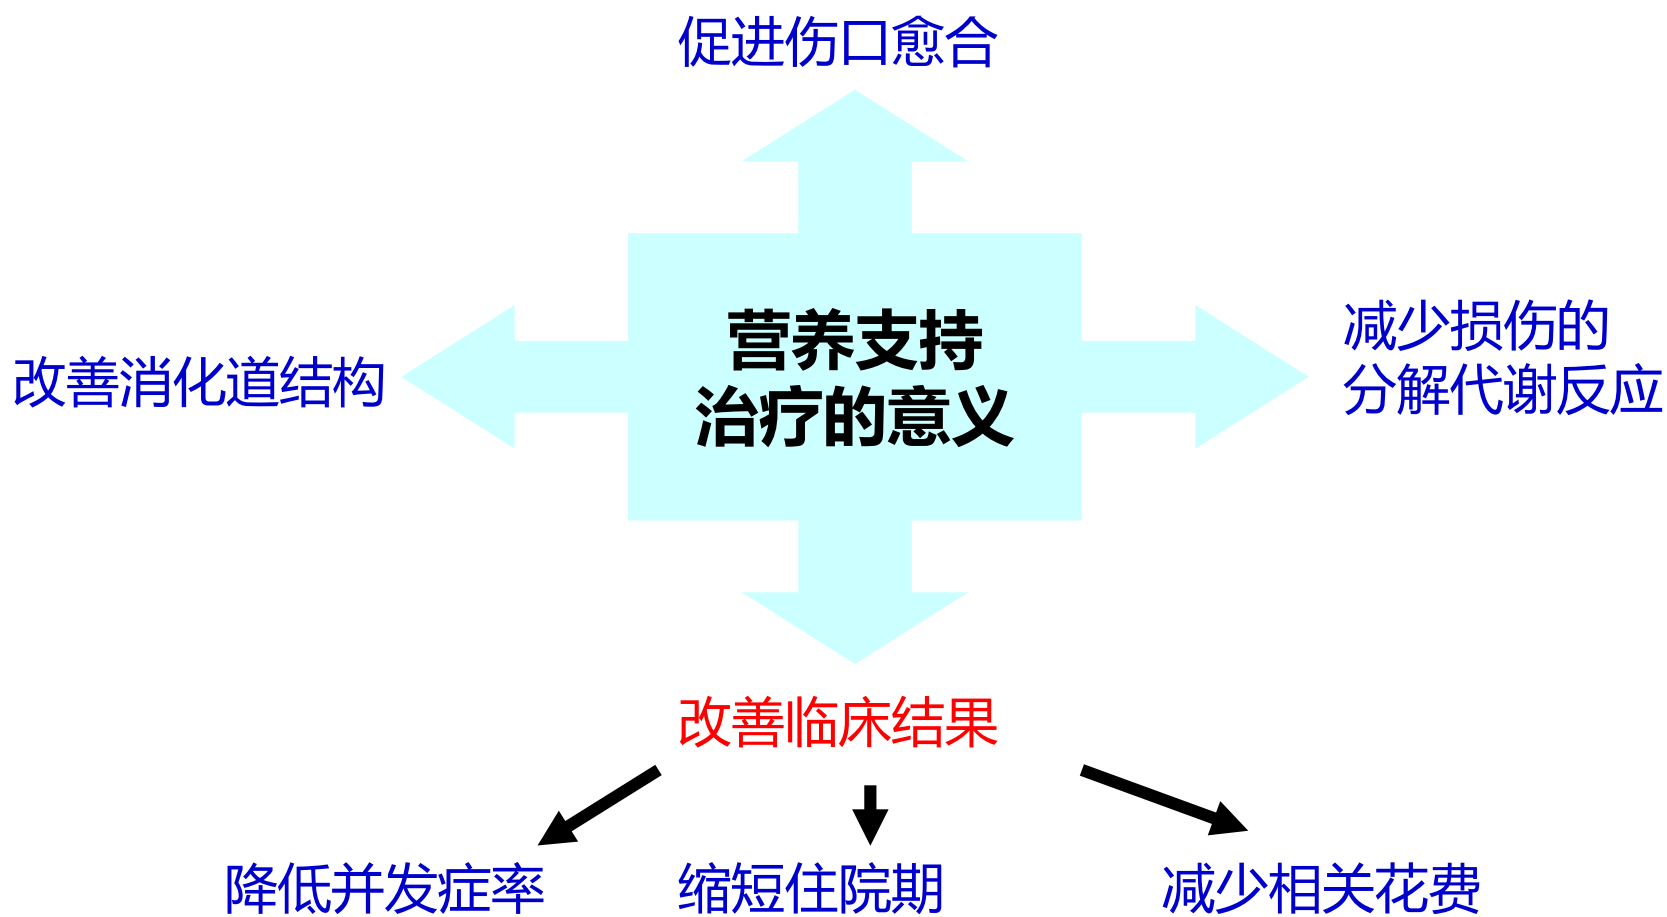 促进伤口愈合
营养支持
治疗的意义
改善消化道结构
减少损伤的
分解代谢反应
改善临床结果
降低并发症率
缩短住院期
减少相关花费